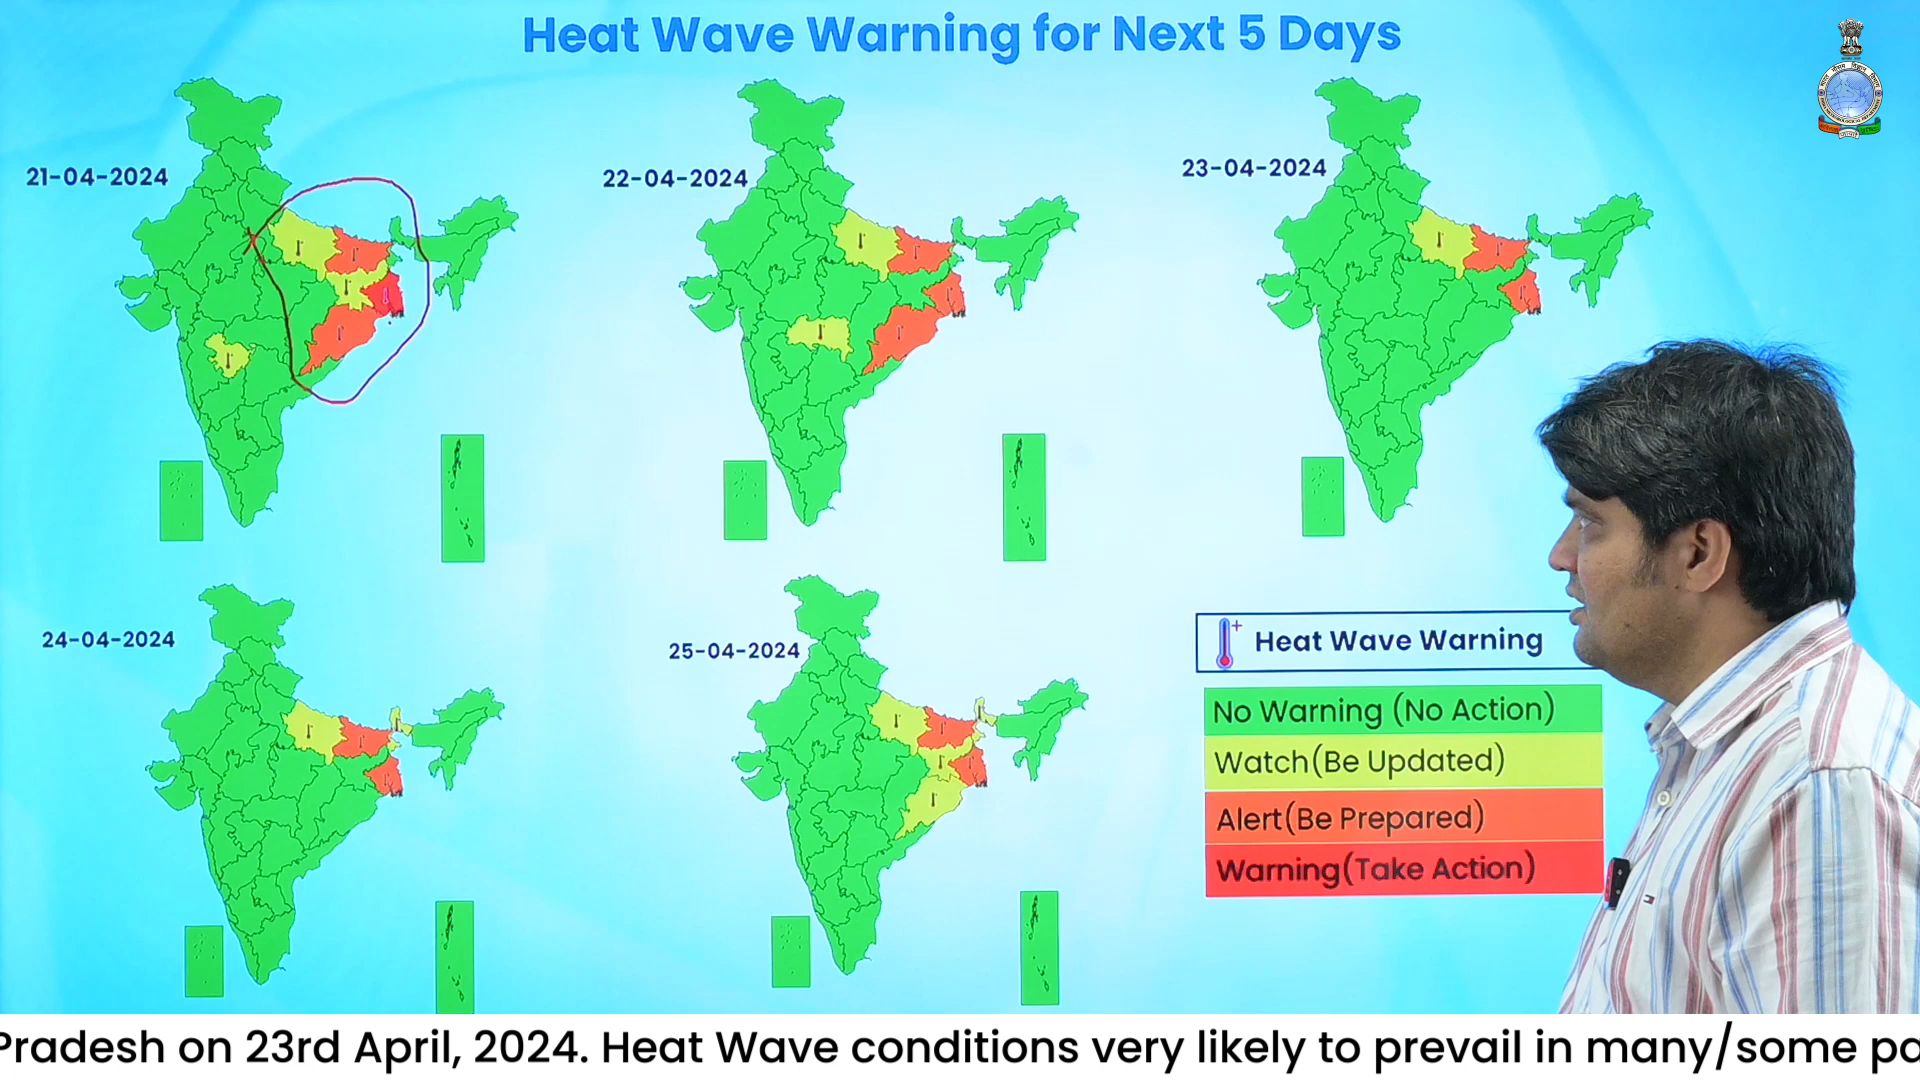 Heat Wave Warning for Next 5 Days
21-04-2024
22-04-2024
23-04-2024
24-04-2024
25-04-2024
Heat Wave Warning
No Warning (No Action)
Watch(Be Updated)
Alert(Be Prepared)
Warning(Take Action)
Pradesh on 23rd April, 2024. Heat Wave conditions very likely to prevail in many/some